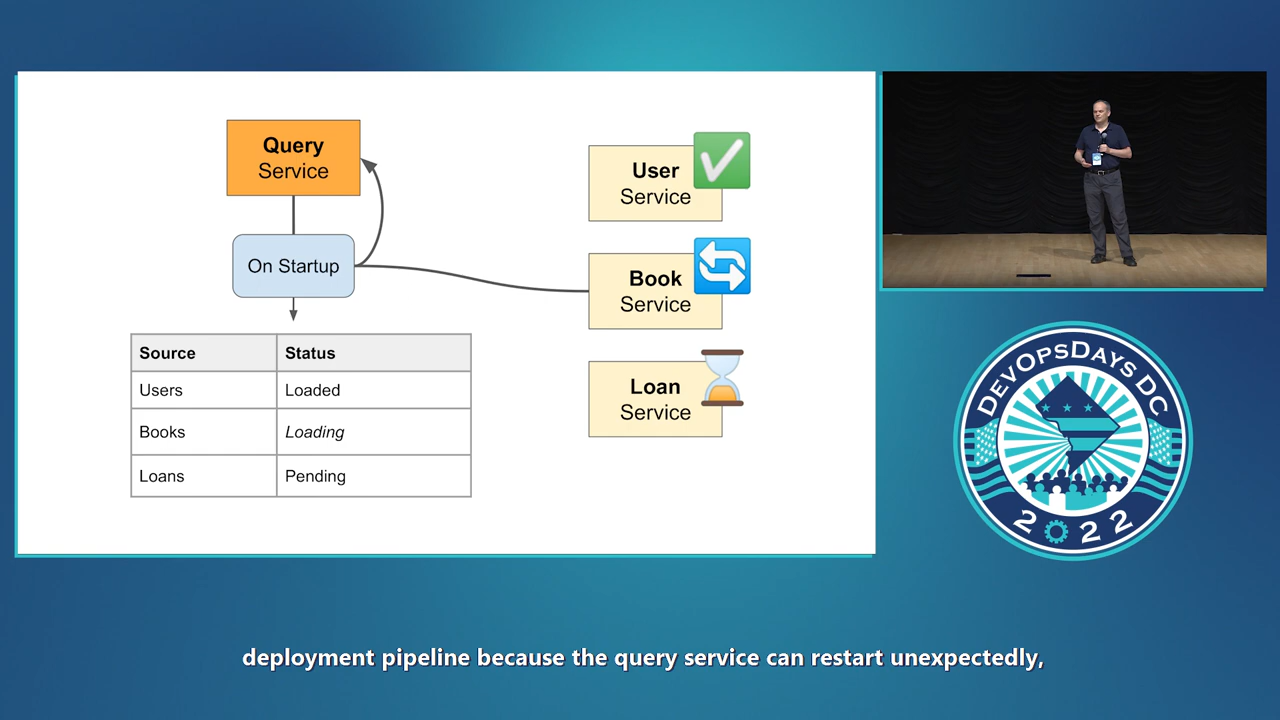 Query
Service
On Startup
Source Status
Users Loaded
Books Loading
Loans Pending
User
Service
Book
Service
Loan
Service
DEVOPSDAYS DC
2022
deployment pipeline because the query service can restart unexpectedly,